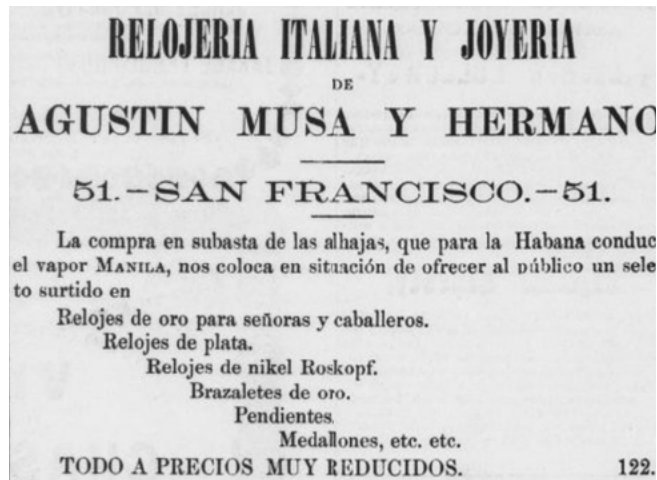 RELOJERIA ITALIANA Y JOYERIA
DE
AGUSTIN MUSA Y HERMANO
51.—SAN FRANCISCO.—51.
La compra en subasta de las alhajas, que para la Habana conduc
el vapor MANILA, nos coloca en situación de ofrecer al público un sele
to surtido en
Relojes de oro para señoras y caballeros.
Relojes de plata.
Relojes de nikel Roskopf.
Brazaletes de oro.
Pendientes.
Medallones, etc. etc.
TODO A PRECIOS MUY REDUCIDOS. 122.